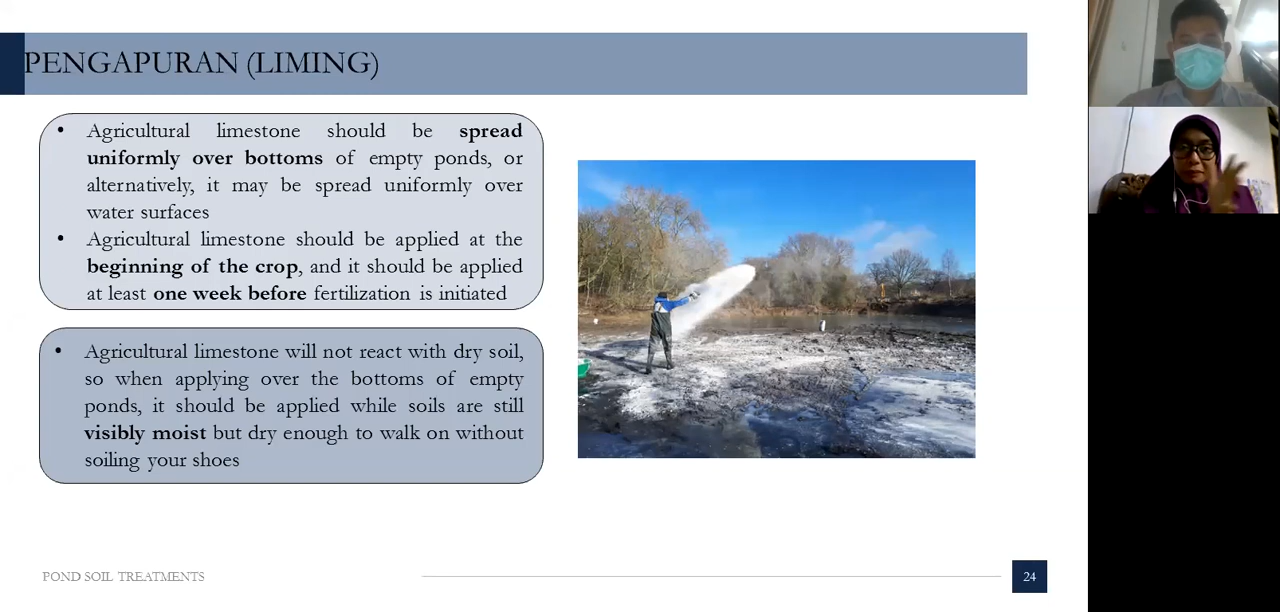 PENGAPURAN (LIMING)
• Agricultural limestone should be spread
uniformly over bottoms of empty ponds, or
alternatively, it may be spread uniformly over
water surfaces
• Agricultural limestone should be applied at the
beginning of the crop, and it should be applied
at least one week before fertilization is initiated
• Agricultural limestone will not react with dry soil,
so when applying over the bottoms of empty
ponds, it should be applied while soils are still
visibly moist but dry enough to walk on without
soiling your shoes
POND SOIL TREATMENTS
24